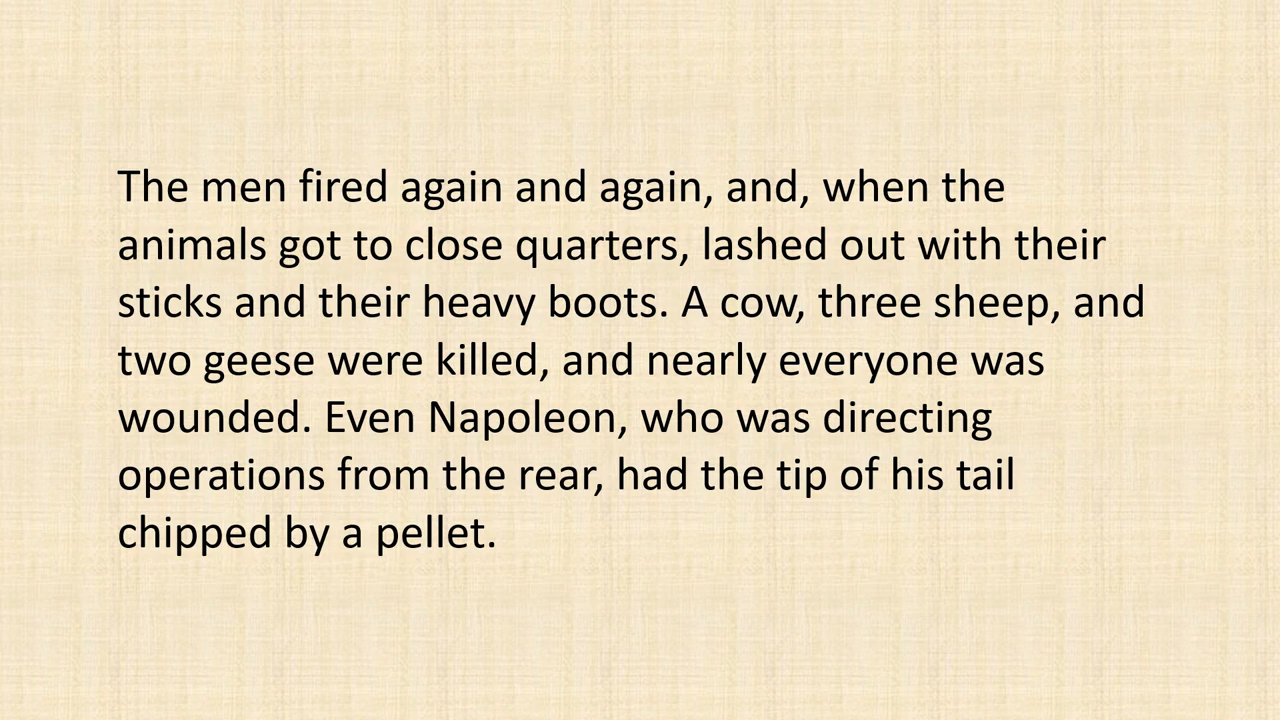 The men fired again and again, and, when the
animals got to close quarters, lashed out with their
sticks and their heavy boots. A cow, three sheep, and
two geese were killed, and nearly everyone was
wounded. Even Napoleon, who was directing
operations from the rear, had the tip of his tail
chipped by a pellet.